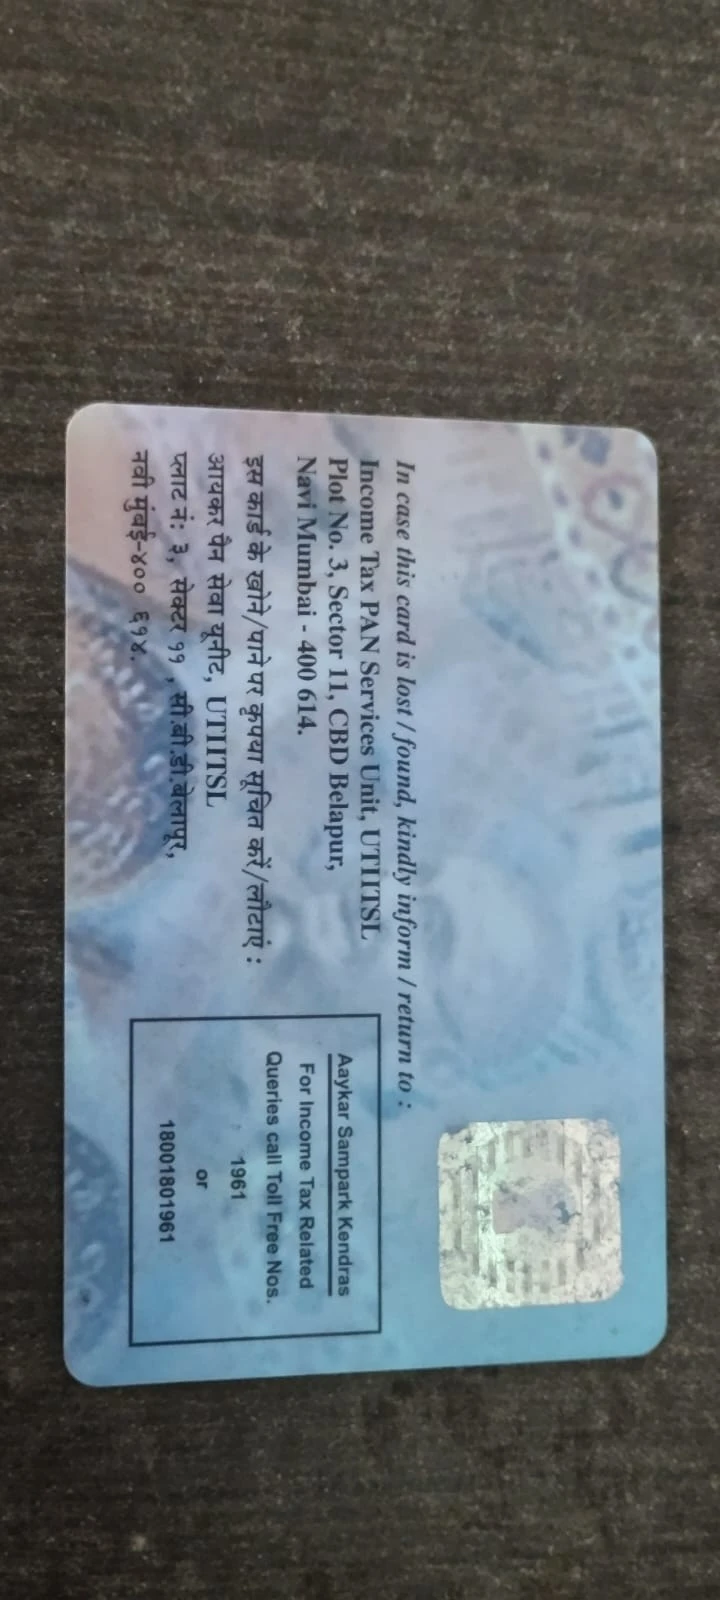 In case this card is lost / found, kindly inform / return to :
Income Tax PAN Services Unit, UTIITSL
Plot No. 3, Sector 11, CBD Belapur,
Navi Mumbai - 400 614.
इस कार्ड के खोने/पाने पर कृपया सूचित करें/लौटाएं :
आयकर पैन सेवा यूनीट, UTIITSL
प्लाट नं: ३, सेक्टर ११ , सी.बी.डी.बेलापूर,
नवी मुंबई-४०० ६१४.
Aaykar Sampark Kendras
For Income Tax Related
Queries call Toll Free Nos.
1961
or
18001801961